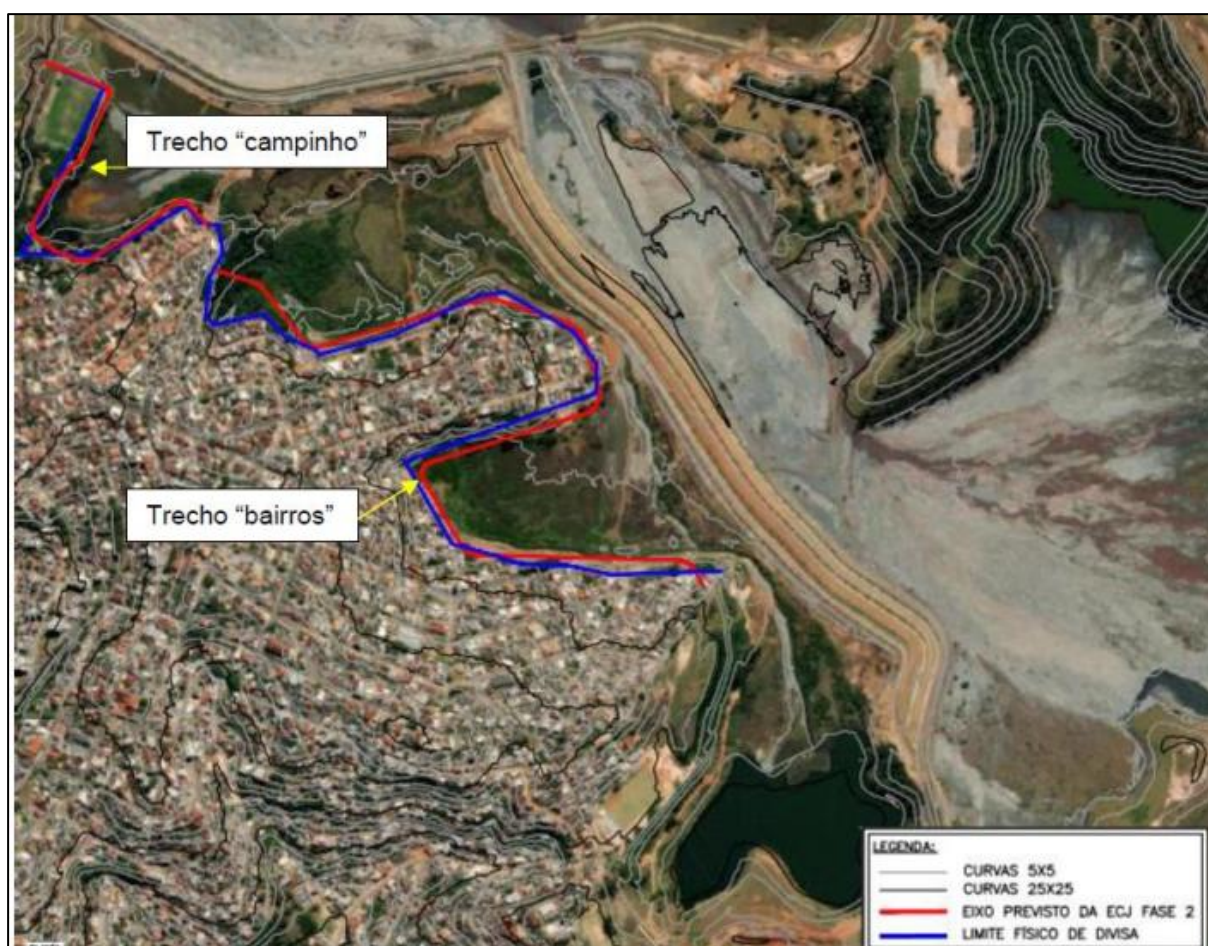 Trecho “campinho”
Trecho “bairros”
LEGENDA:
CURVAS 5X5
CURVAS 25X25
EIXO PREVISTO DA ECJ FASE 2
LIMITE FÍSICO DE DIVISA